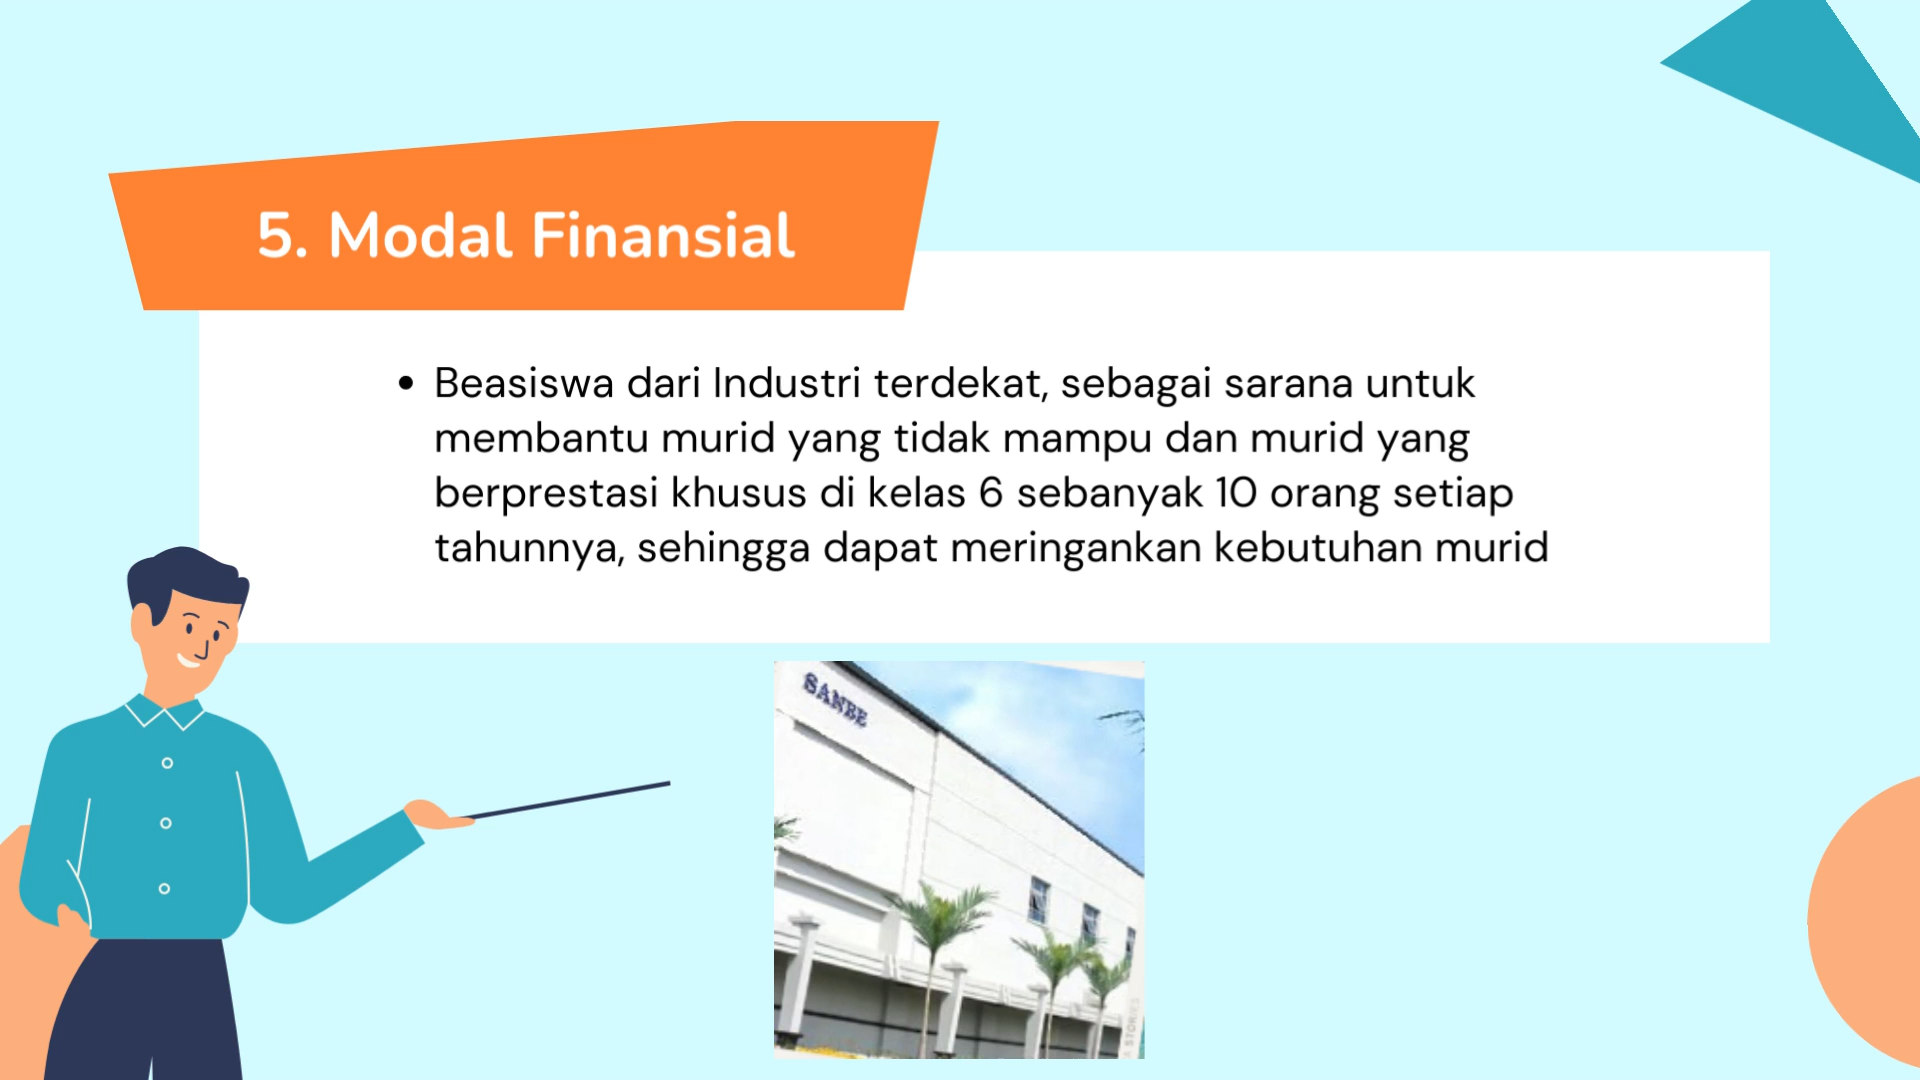 5. Modal Finansial
• Beasiswa dari Industri terdekat, sebagai sarana untuk
membantu murid yang tidak mampu dan murid yang
berprestasi khusus di kelas 6 sebanyak 10 orang setiap
tahunnya, sehingga dapat meringankan kebutuhan murid
SANBE